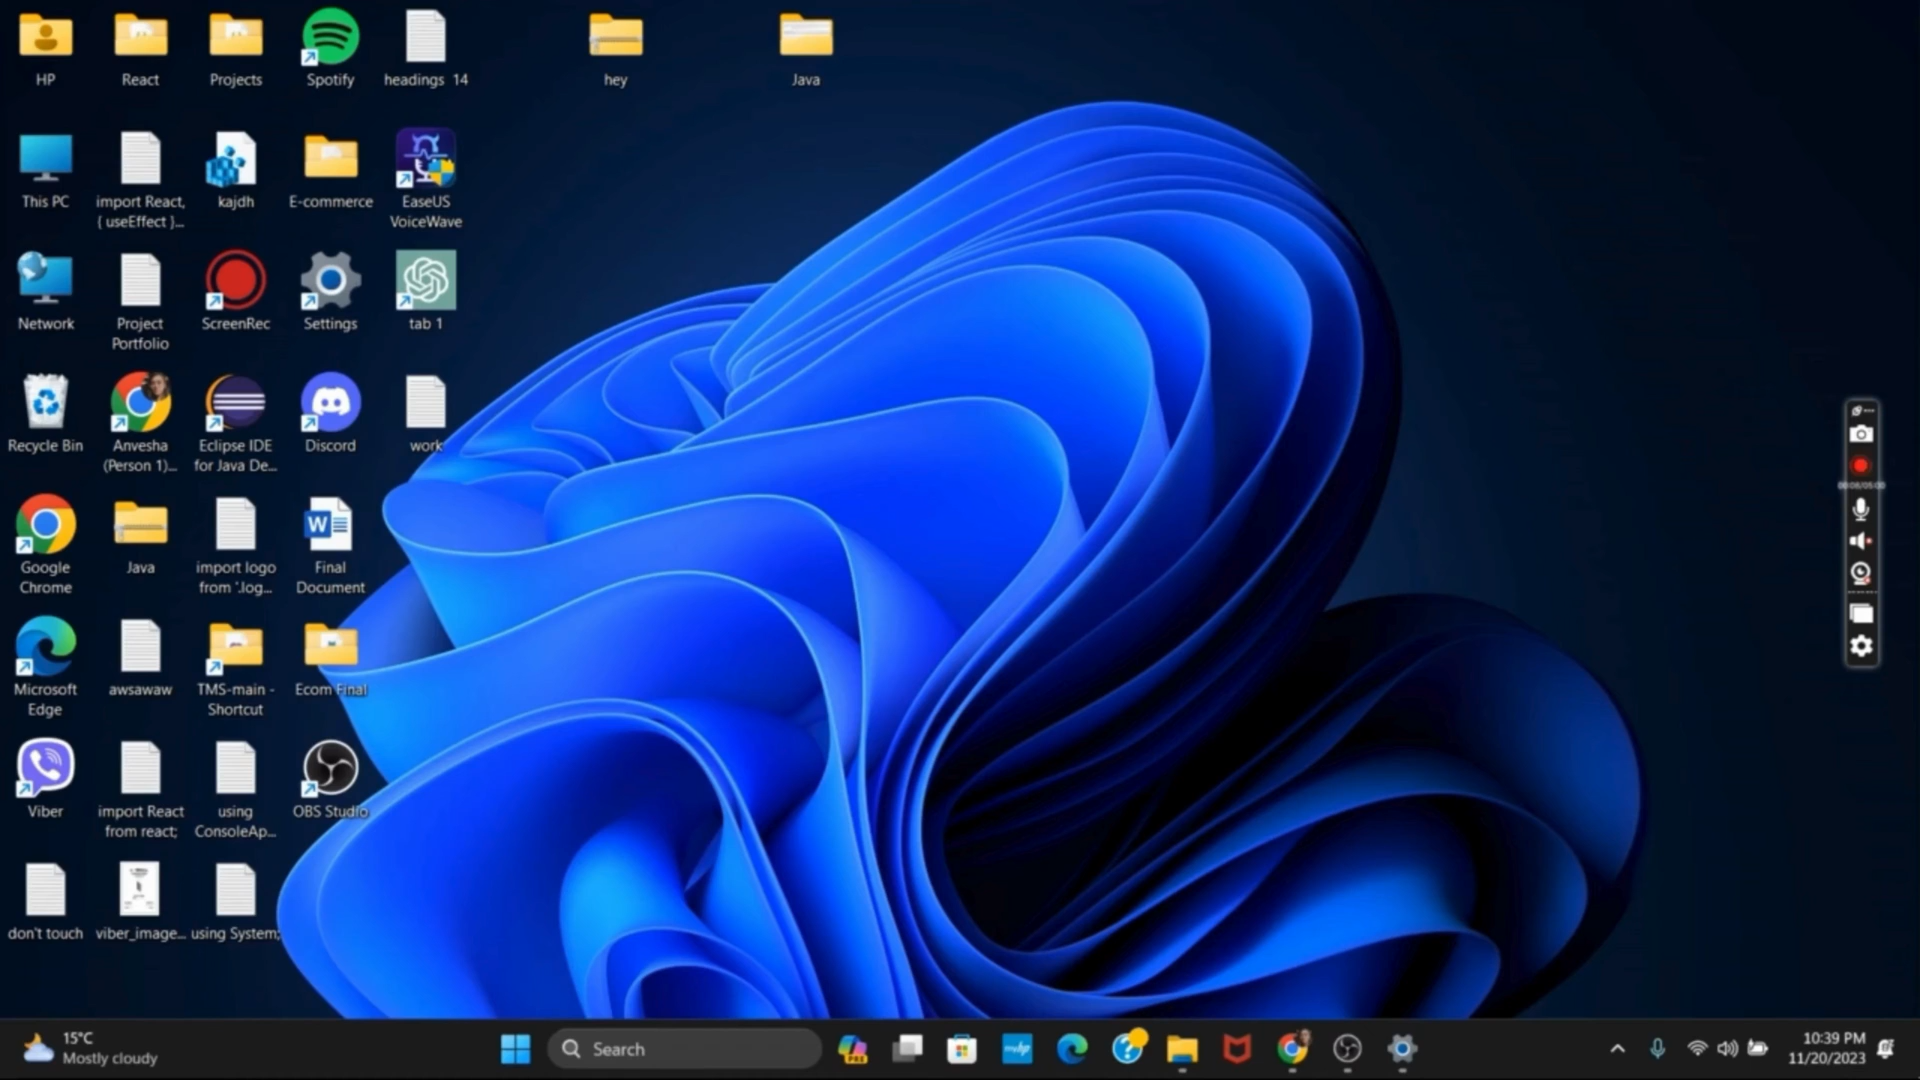 HP
React
Projects
Spotify
headings 14
hey
Java
This PC
import React,
{ useEffect }...
kajdh
E-commerce
EaseUS
VoiceWave
Network
Project
Portfolio
ScreenRec
Settings
tab 1
Recycle Bin
Anvesha
(Person 1)...
Eclipse IDE
for Java De...
Discord
work
Google
Chrome
Java
import logo
from '.log...
Final
Document
Microsoft
Edge
awsawaw
TMS-main -
Shortcut
Ecom Final
Viber
import React
from react;
using
ConsoleAp...
OBS Studio
don't touch
viber_image...
using System;
15°C
Mostly cloudy
Search
PRE
10:39 PM
11/20/2023